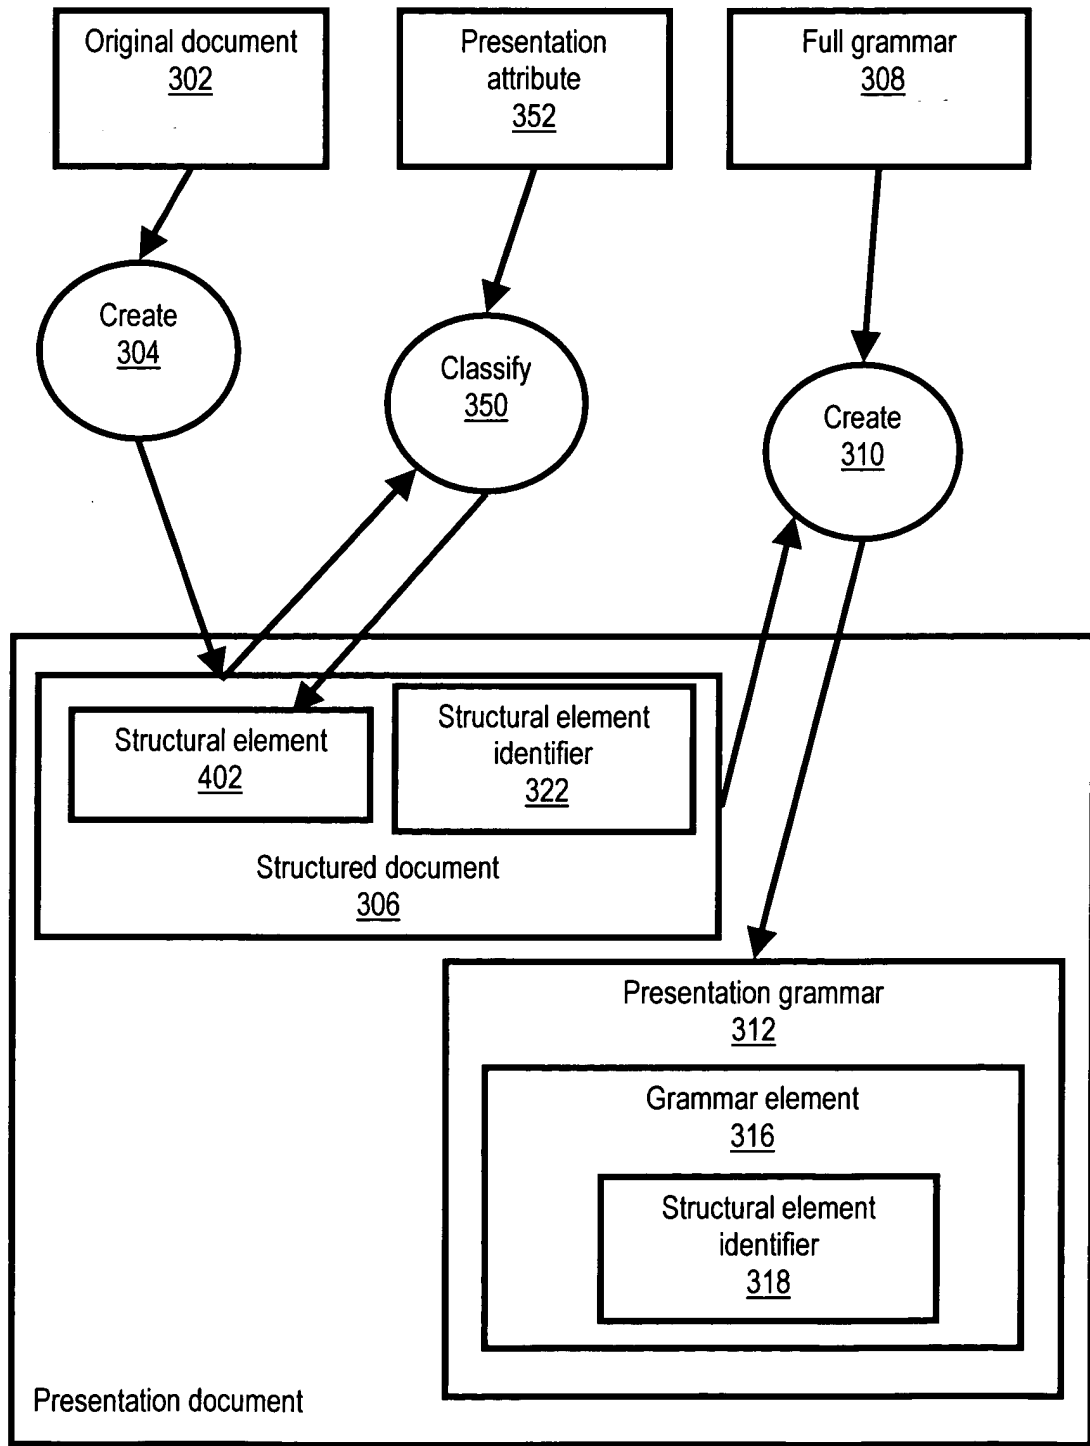 Original document
302
Presentation
attribute
352
Full grammar
308
Create
304
Classify
350
Create
310
Structural element
402
Structural element
identifier
322
Structured document
306
Presentation grammar
312
Grammar element
316
Structural element
identifier
318
Presentation document